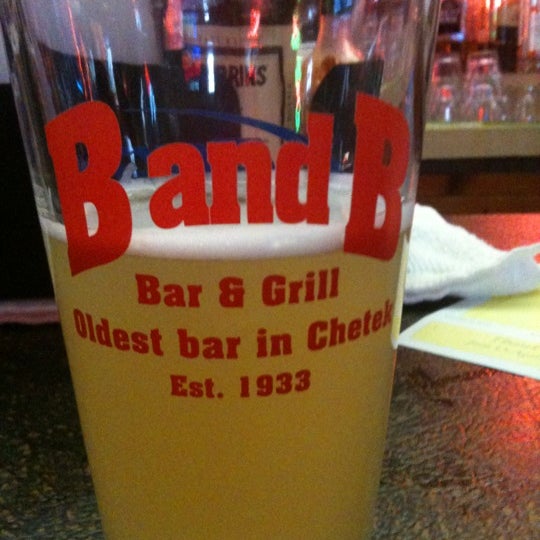 B and B
Bar & Grill
Oldest bar in Chetek
Est. 1933